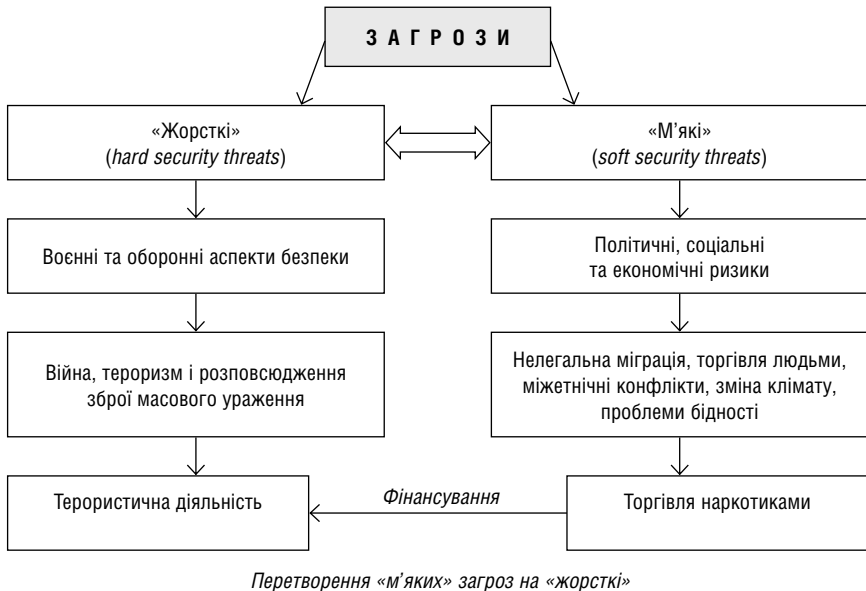 ЗАГРОЗИ
«Жорсткі»
(hard security threats)
«М’які»
(soft security threats)
Воєнні та оборонні аспекти безпеки
Політичні, соціальні
та економічні ризики
Війна, тероризм і розповсюдження
зброї масового ураження
Нелегальна міграція, торгівля людьми,
міжетнічні конфлікти, зміна клімату,
проблеми бідності
Терористична діяльність
Фінансування
Торгівля наркотиками
Перетворення «м’яких» загроз на «жорсткі»